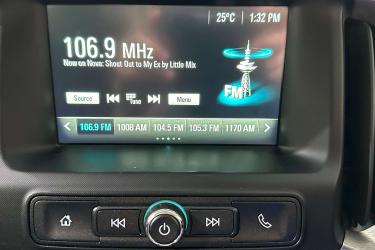 25°C 1:32 PM
106.9 MHz
Now on Nova: Shout Out to My Ex by Little Mix
FM
Source Tune Menu
106.9 FM 1008 AM 104.5 FM 105.3 FM 1170 AM